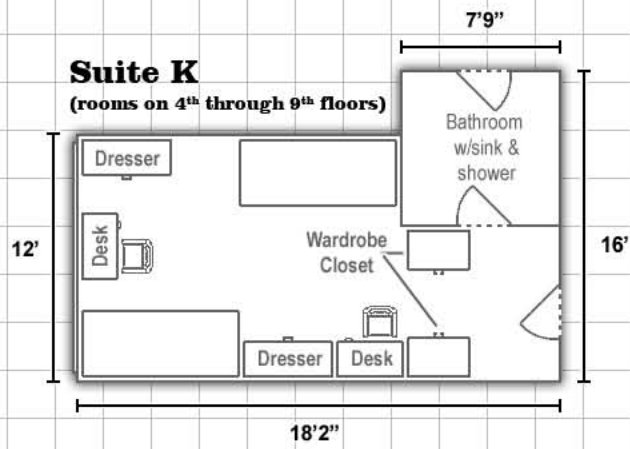 7'9"
Suite K
(rooms on 4th through 9th floors)
Bathroom
w/sink &
shower
Dresser
12'
Desk
Wardrobe
Closet
16'
Dresser
Desk
18'2"